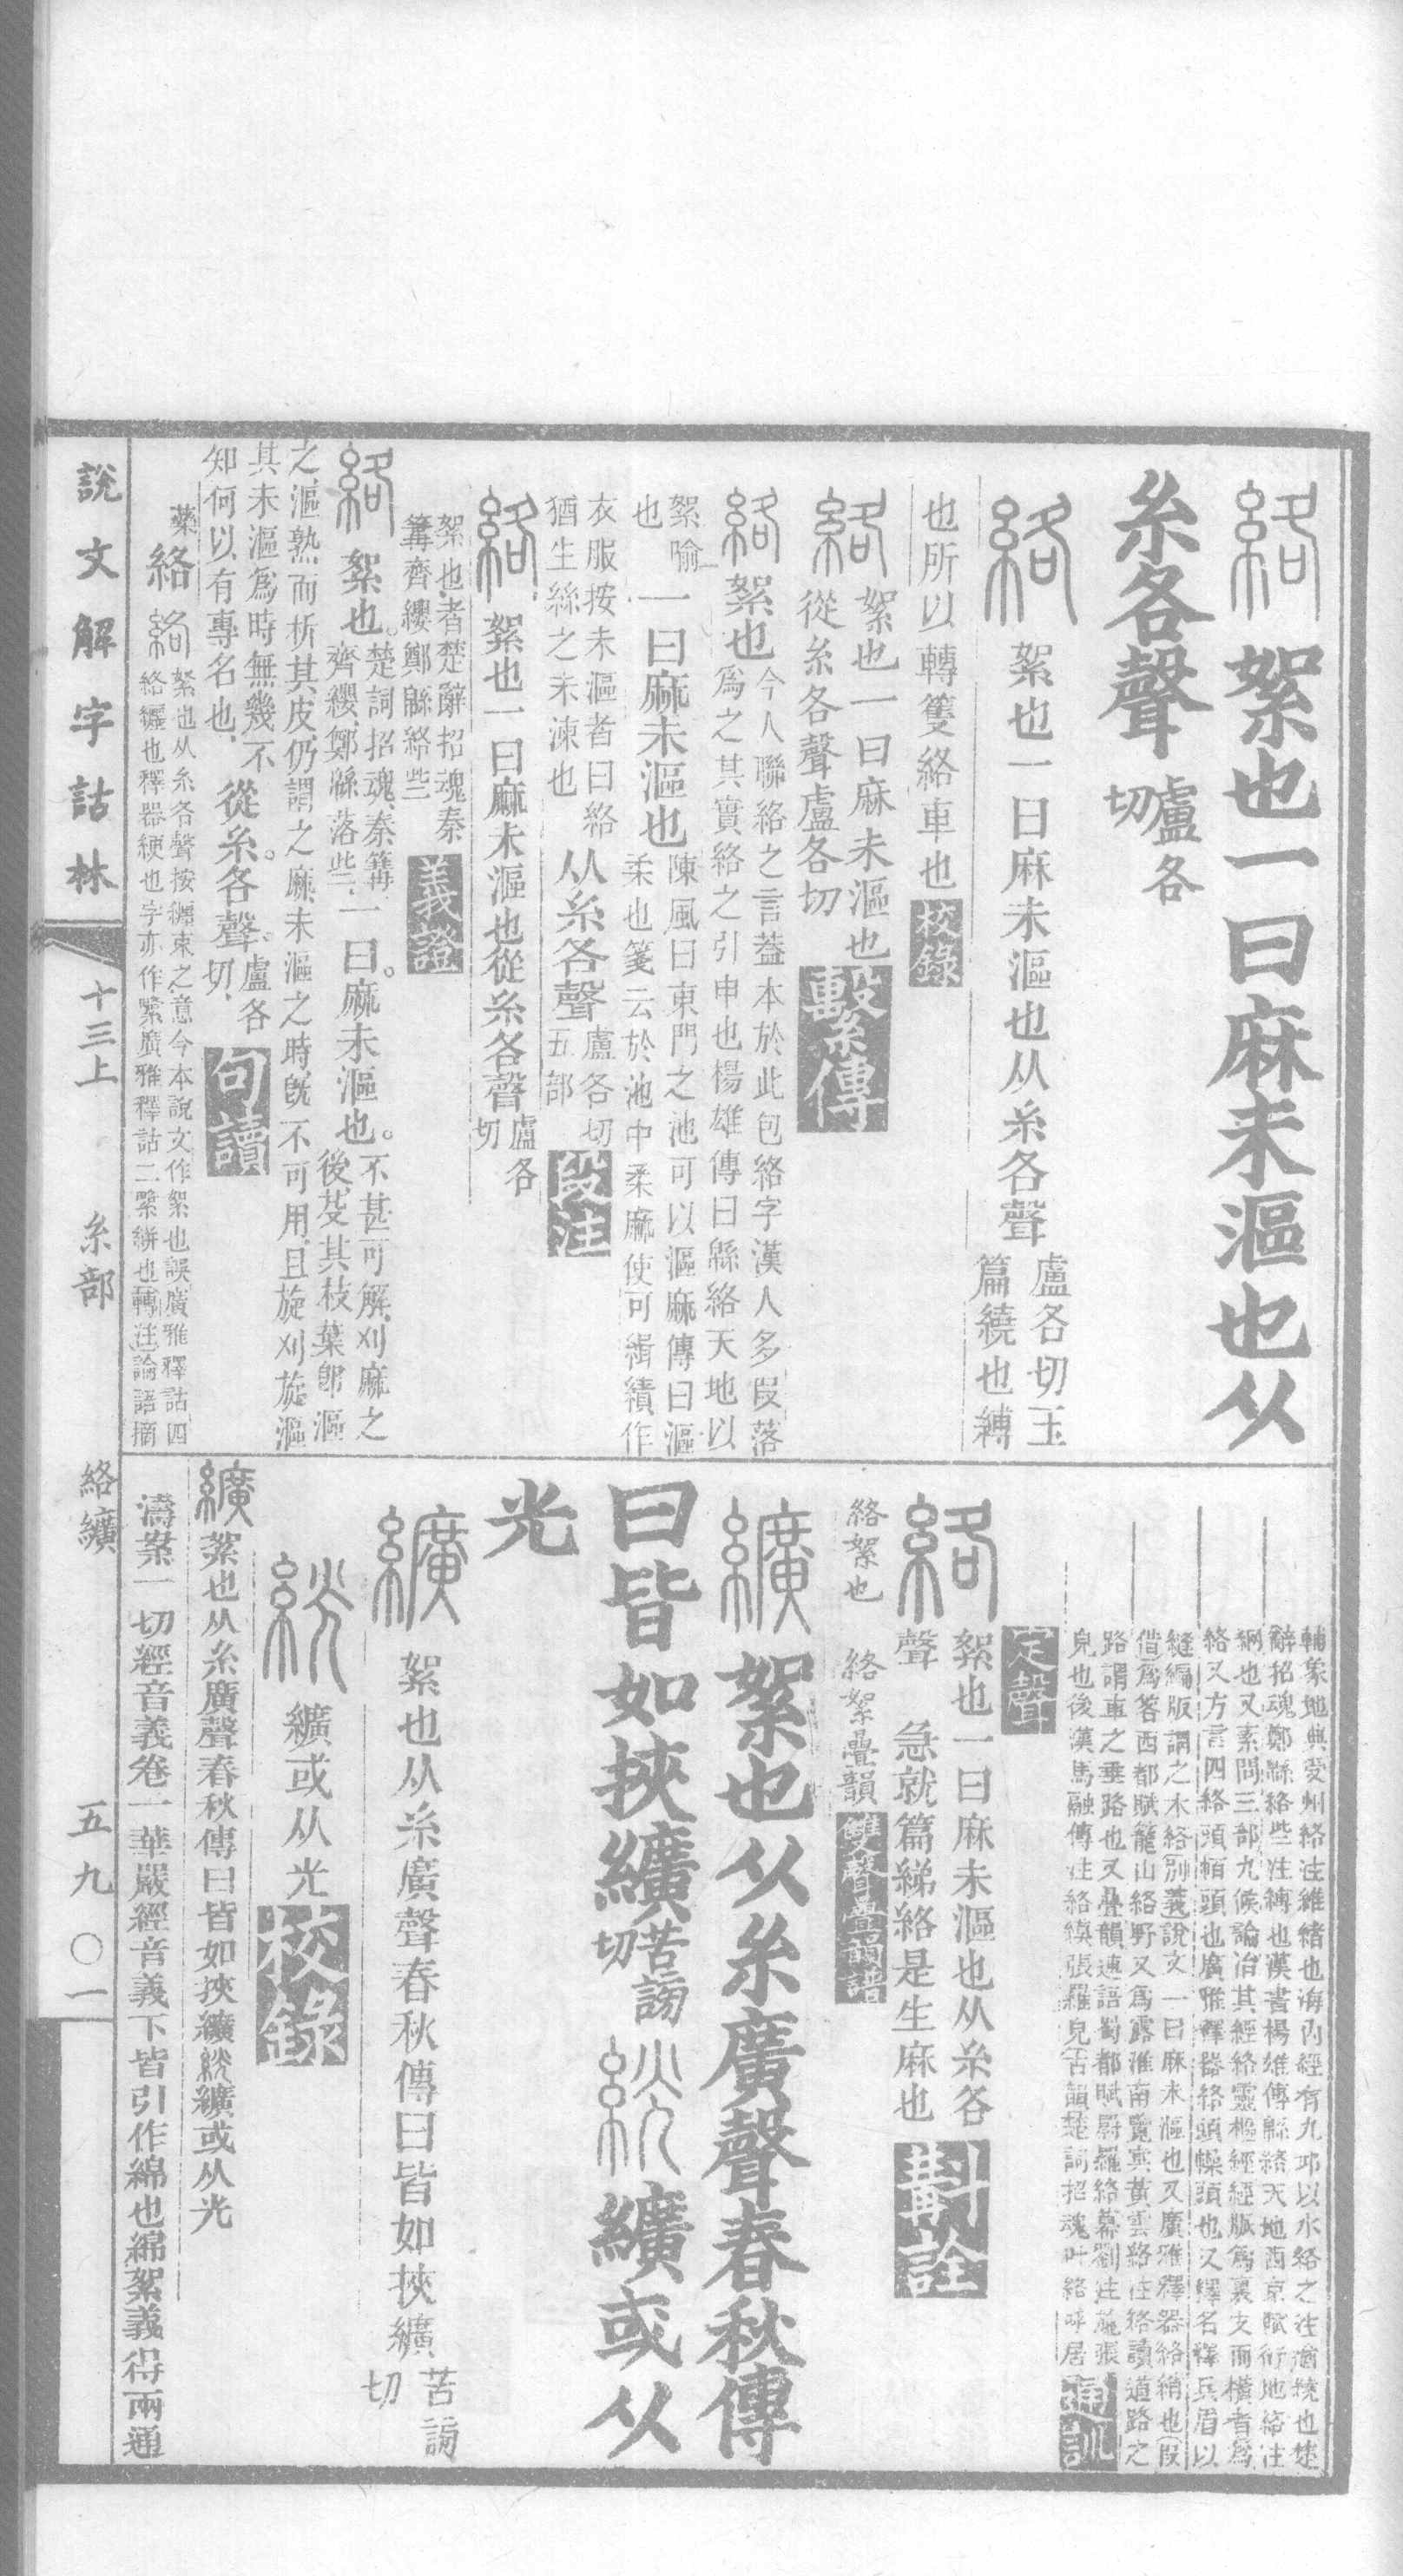 絡絮也一曰麻未漚也从
糸各聲盧各切
絡絮也一曰麻未漚也从糸各聲盧各切玉篇繞也縛
也所以轉籆絡車也校錄
絡絮也一曰麻未漚也從糸各聲盧各切繫傳
絡絮也今人聯絡之言葢本於此包絡字漢人多叚落爲之其實絡之引申也楊雄傳曰緜絡天地以
絮喻也一曰麻未漚也陳風曰東門之池可以漚麻傳曰漚柔也箋云於池中柔麻使可緝績作
衣服按未漚者曰絡猶生絲之未湅也从糸各聲盧各切五部段注
絡絮也一曰麻未漚也從糸各聲盧各切
絮也者楚辭招魂秦篝齊纓鄭緜絡些義證
絡絮也。楚詞招魂秦篝齊纓鄭緜落些一曰。麻未漚也。不甚可解刈麻之後芟其枝葉卽漚
之漚熟而析其皮仍謂之麻未漚之時旣不可用且旋刈旋漚
其未漚爲時無幾不
知何以有專名也從糸。各聲盧各切句讀
絡絡絮也从糸各聲按纏束之意今本說文作絮也誤廣雅釋詁四絡纏也釋器綆也字亦作繁廣雅釋詁二繁絣也轉注論語摘
輔象地典受州絡注維緒也海內經有九邱以水絡之注猶繞也楚
辭招魂鄭緜絡些注縛也漢書楊雄傳緜絡天地西京賦衍地絡注
網也又素問三部九候論治其經絡靈樞經經脈爲裏支而橫者爲
絡又方言四絡頭帞頭也廣雅釋器絡頭幧頭也又釋名釋兵盾以
縫編版謂之木絡別義說文一曰麻未漚也又廣雅釋器絡綃也叚
借爲笿西都賦籠山絡野又爲露淮南覽冥黃雲絡注絡讀道路之
路謂車之垂路也又疊韻連語蜀都賦罻羅絡幕劉注施張
皃也後漢馬融傳注絡縸張羅皃古韻楚詞招魂叶絡呼居通訓
定聲
絡絮也一曰麻未漚也从糸各聲 急就篇綈絡是生麻也斠詮
絡絮也 絡絮疊韻雙聲疊韻譜
纊絮也从糸廣聲春秋傳
曰皆如挾纊苦謗切絖纊或从
光
纊絮也从糸廣聲春秋傳曰皆如挾纊苦謗切
絖纊或从光校錄
纊絮也从糸廣聲春秋傳曰皆如挾纊絖纊或从光
濤案一切經音義卷二華嚴經音義下皆引作綿也綿絮義得兩通
說文解字詁林 十三上 糸部 絡纊 五九〇一